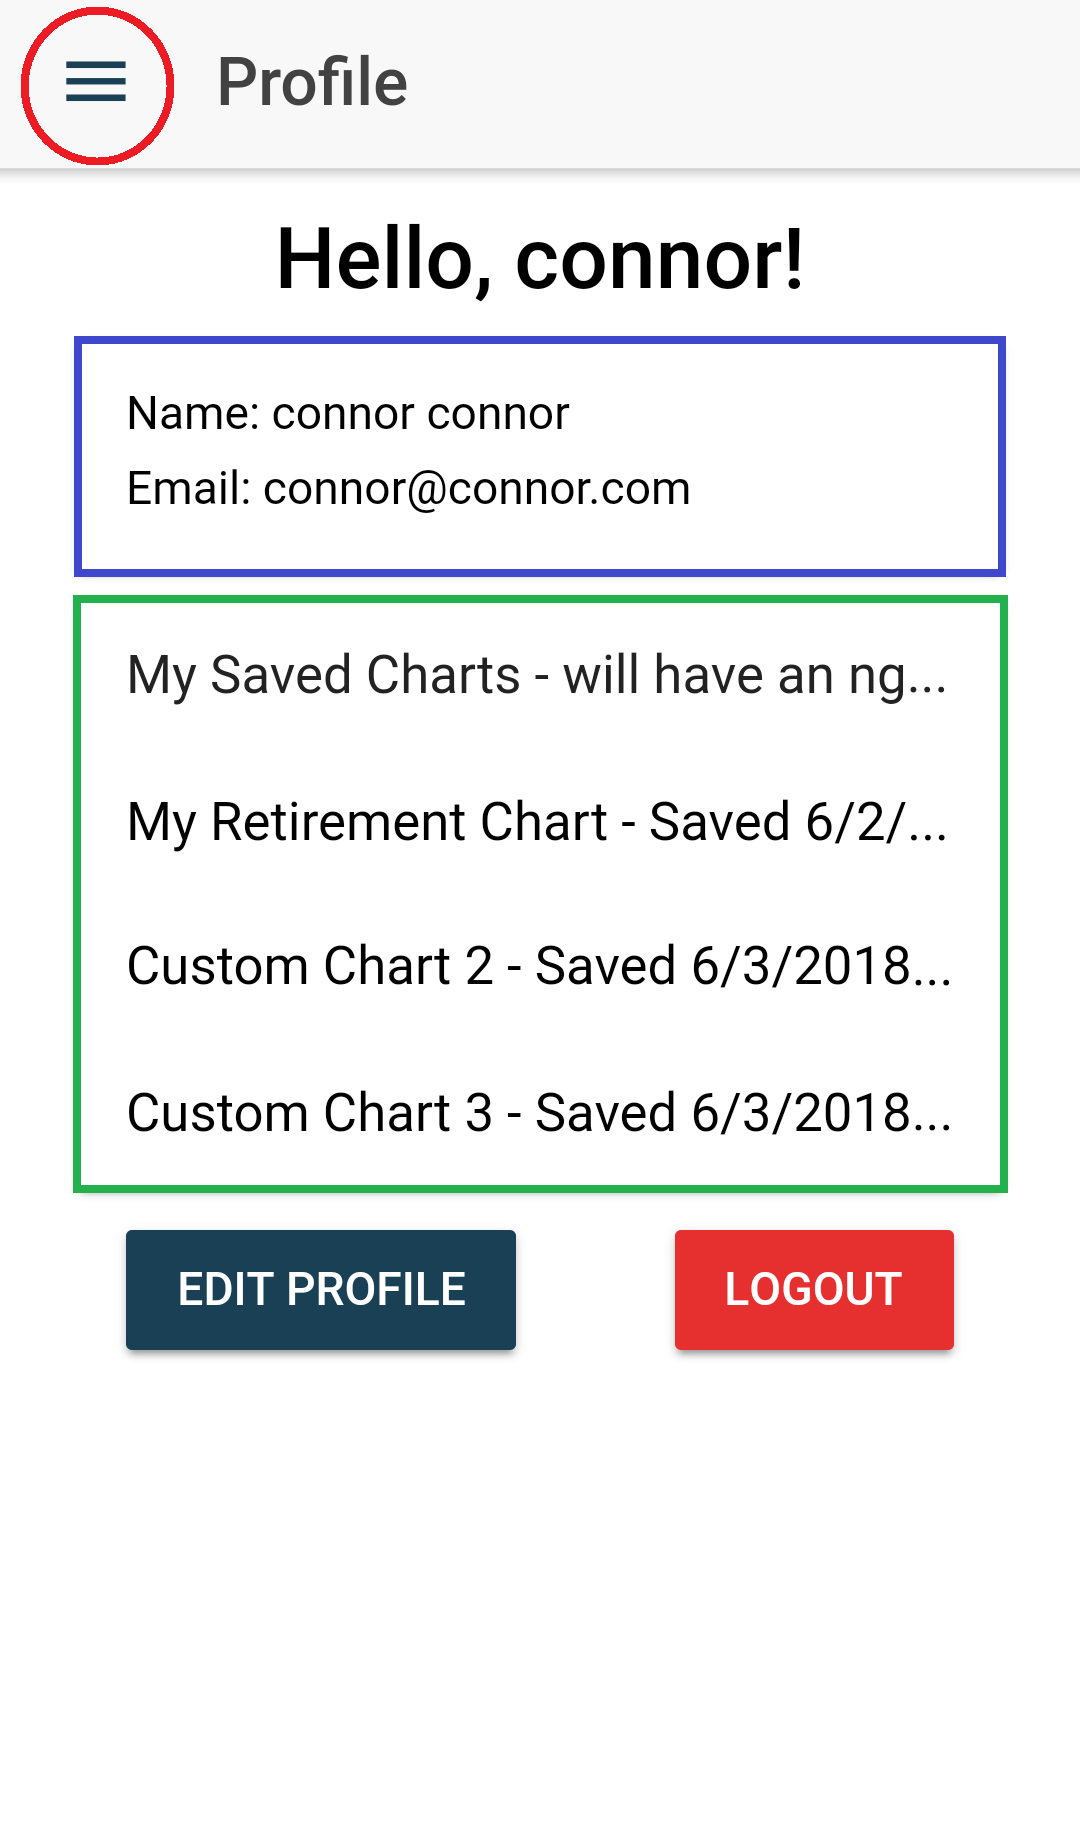 Profile
Hello, connor!
Name: connor connor
Email: connor@connor.com
My Saved Charts - will have an ng...
My Retirement Chart - Saved 6/2/...
Custom Chart 2 - Saved 6/3/2018...
Custom Chart 3 - Saved 6/3/2018...
EDIT PROFILE
LOGOUT